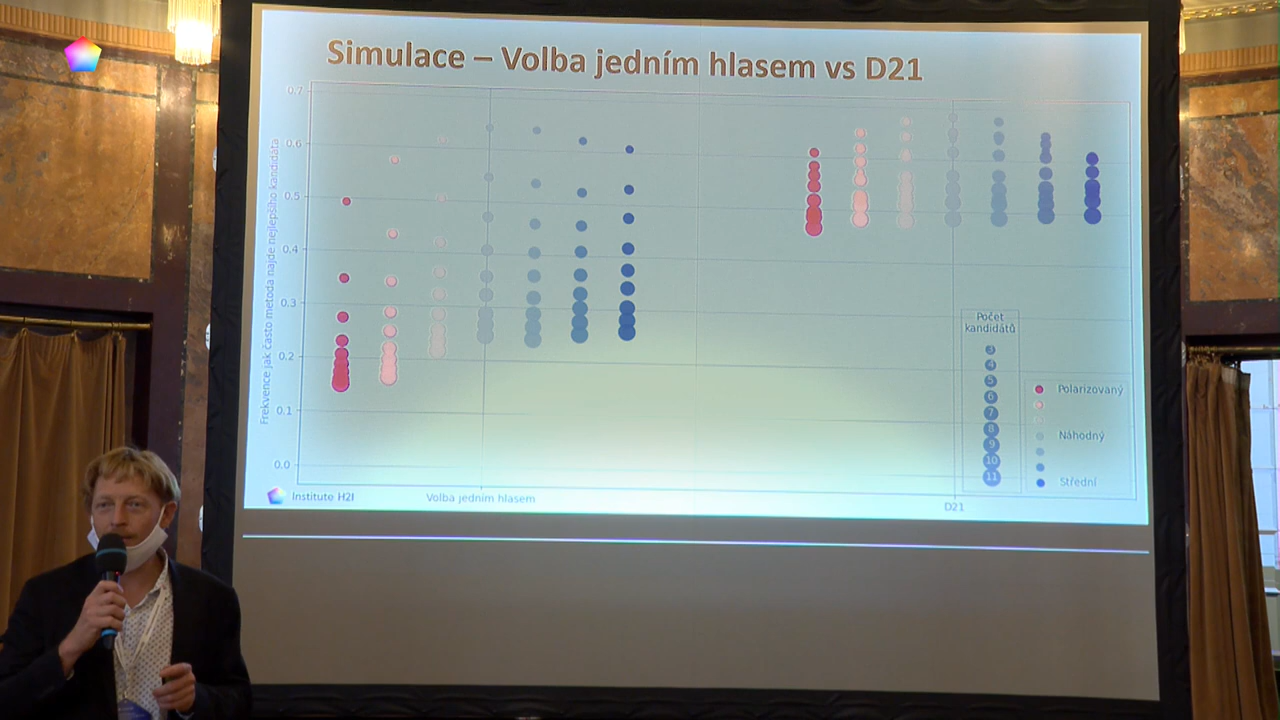 Simulace – Volba jedním hlasem vs D21
Frekvence jak často metoda najde nejlepšího kandidáta
0.7
0.6
0.5
0.4
0.3
0.2
0.1
0.0
Počet
kandidátů
3
4
5
6
7
8
9
10
11
Polarizovaný
Náhodný
Střední
Institute H21
Volba jedním hlasem
D21